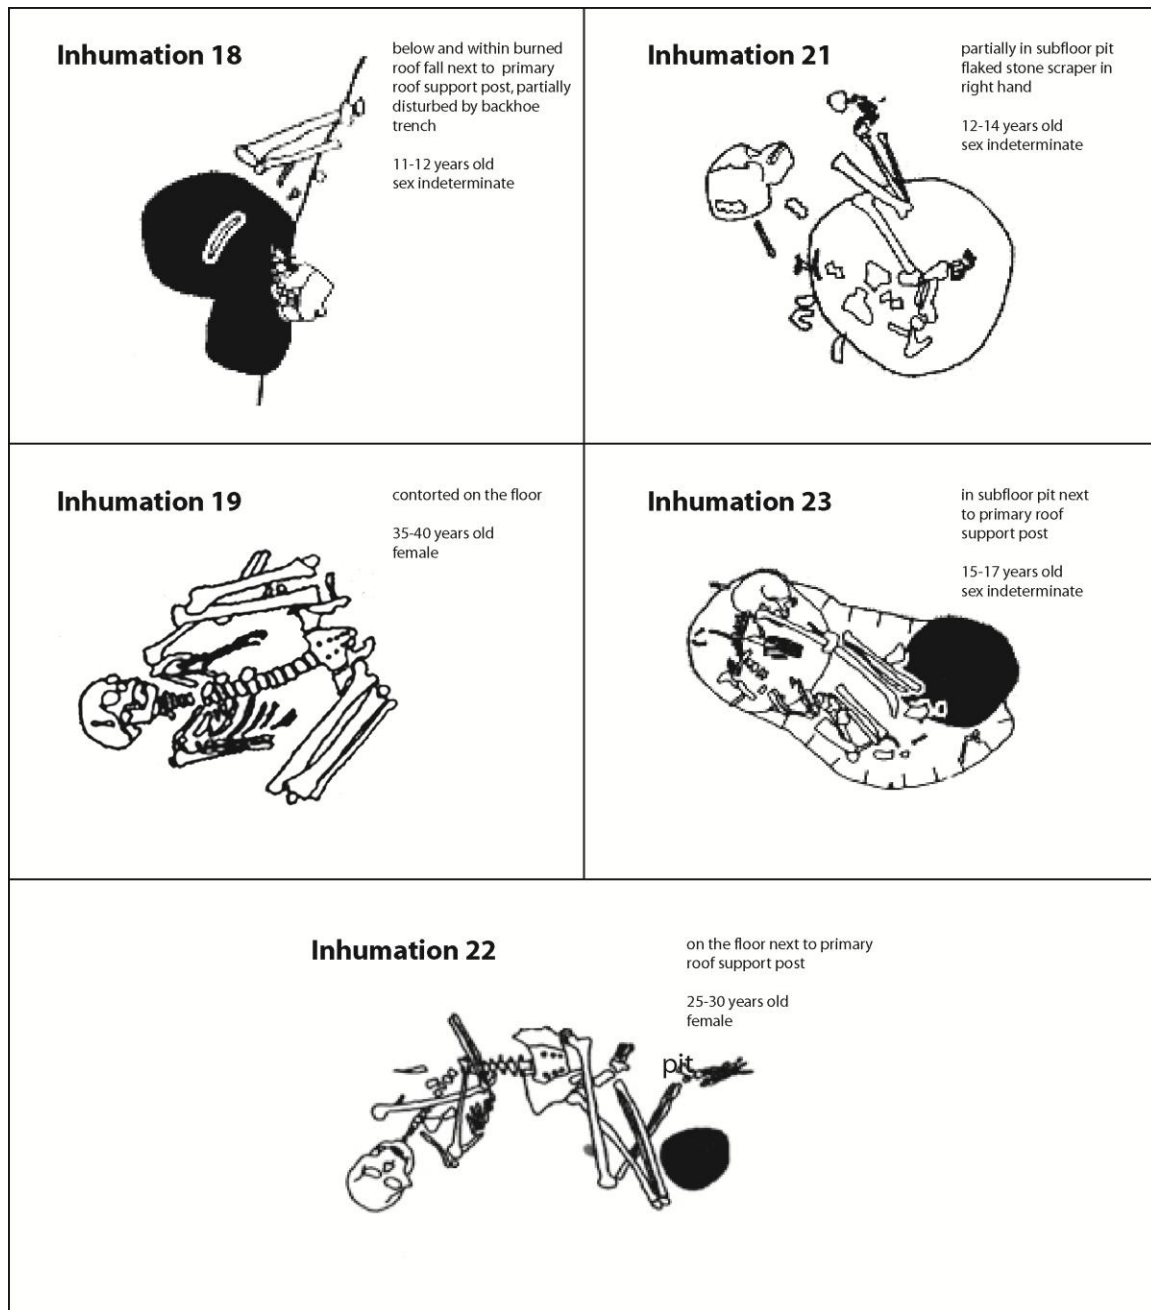 Inhumation 18
below and within burned
roof fall next to primary
roof support post, partially
disturbed by backhoe
trench
11-12 years old
sex indeterminate
Inhumation 21
partially in subfloor pit
flaked stone scraper in
right hand
12-14 years old
sex indeterminate
Inhumation 19
contorted on the floor
35-40 years old
female
Inhumation 23
in subfloor pit next
to primary roof
support post
15-17 years old
sex indeterminate
Inhumation 22
on the floor next to primary
roof support post
25-30 years old
female
pit